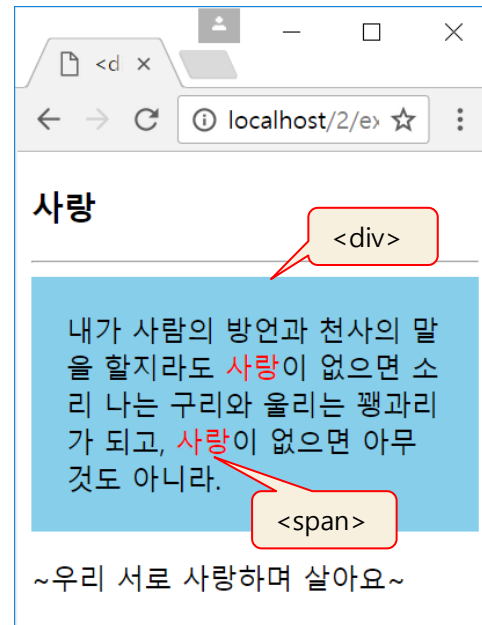 <d
localhost/2/ex
사랑
<div>
내가 사람의 방언과 천사의 말
을 할지라도 사랑이 없으면 소
리 나는 구리와 울리는 꽹과리
가 되고, 사랑이 없으면 아무
것도 아니라.
<span>
~우리 서로 사랑하며 살아요~